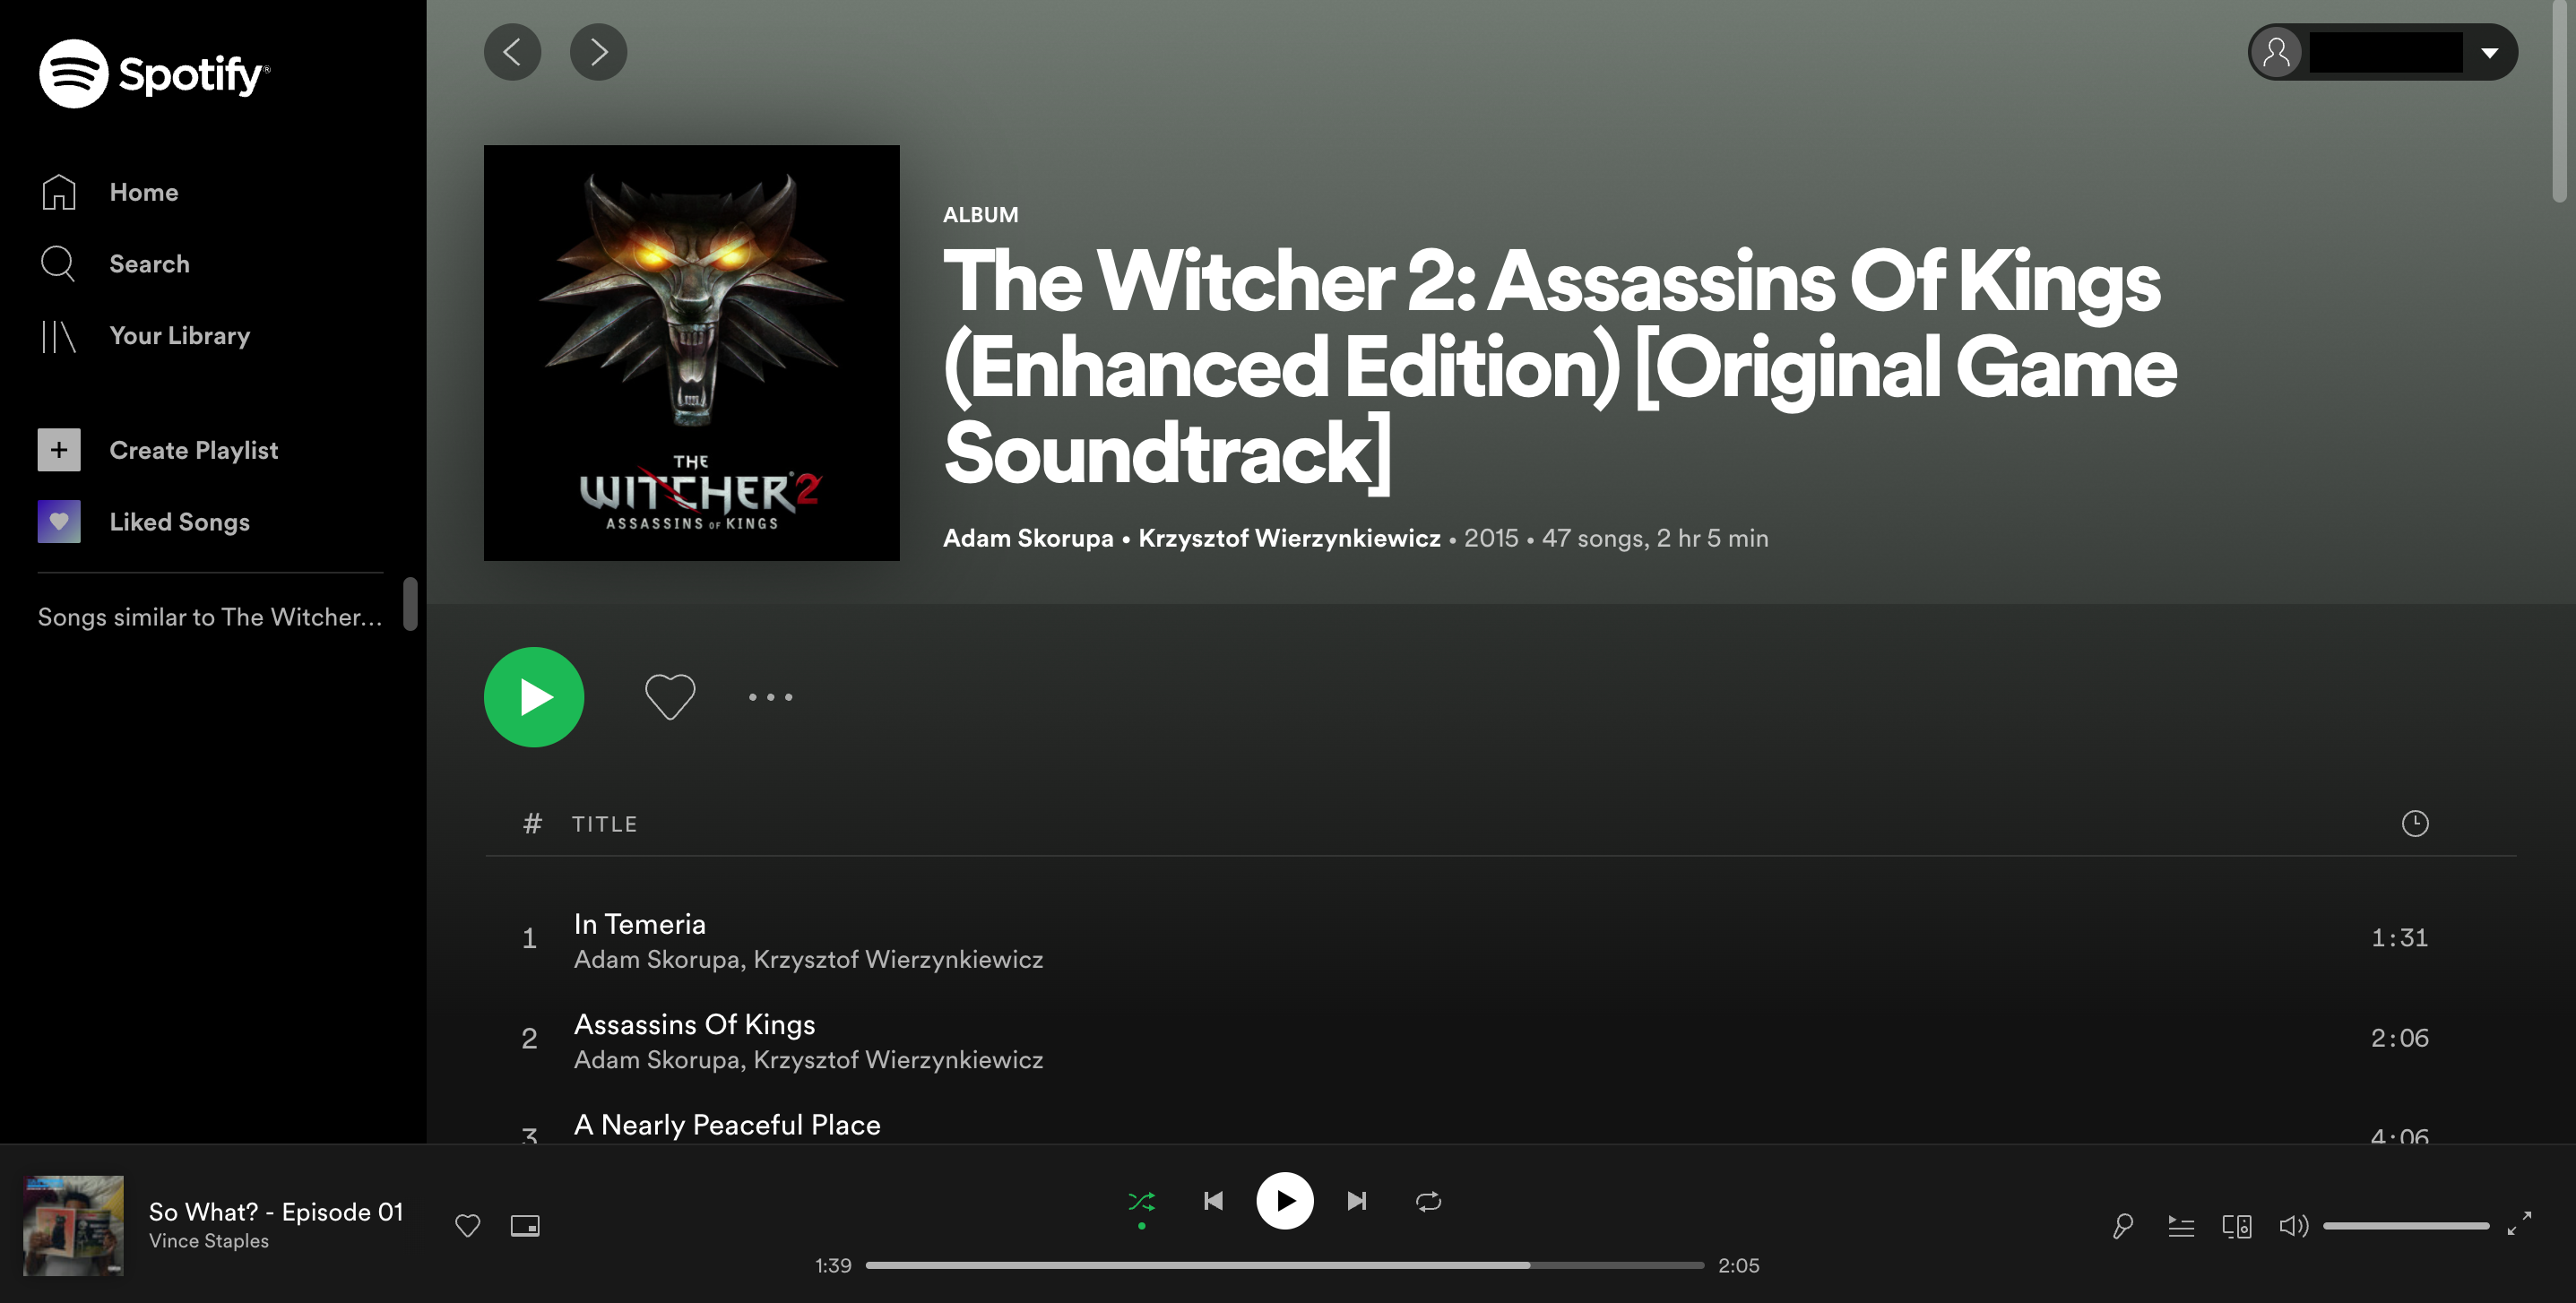 Spotify®
Home
Search
Your Library
+ Create Playlist
Liked Songs
Songs similar to The Witcher...
THE
WITCHER® 2
ASSASSINS OF KINGS
ALBUM
The Witcher 2: Assassins Of Kings
(Enhanced Edition) [Original Game
Soundtrack]
Adam Skorupa • Krzysztof Wierzynkiewicz • 2015 • 47 songs, 2 hr 5 min
# TITLE
1 In Temeria 1:31
Adam Skorupa, Krzysztof Wierzynkiewicz
2 Assassins Of Kings 2:06
Adam Skorupa, Krzysztof Wierzynkiewicz
3 A Nearly Peaceful Place 4:06
So What? - Episode 01
Vince Staples
1:39 2:05